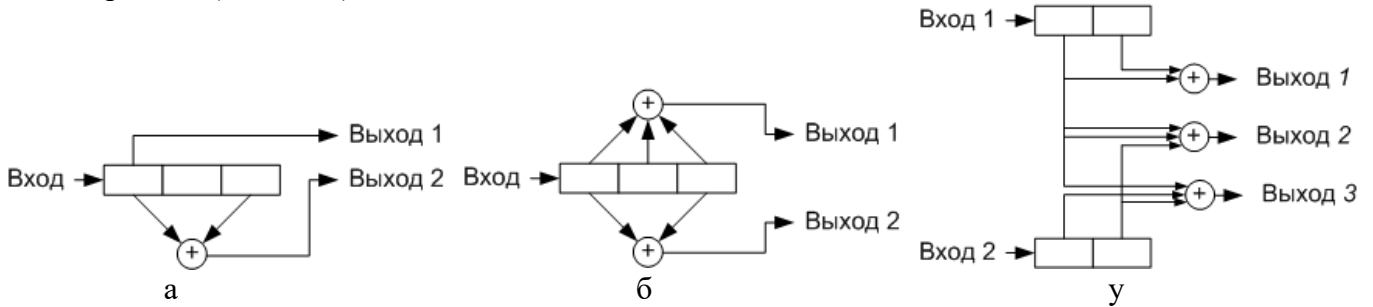 Вход
Выход 1
Выход 2
а
Вход
+
Выход 1
Выход 2
+
+
б
Вход 1
Выход 1
+
Выход 2
+
Выход 3
+
Вход 2
у